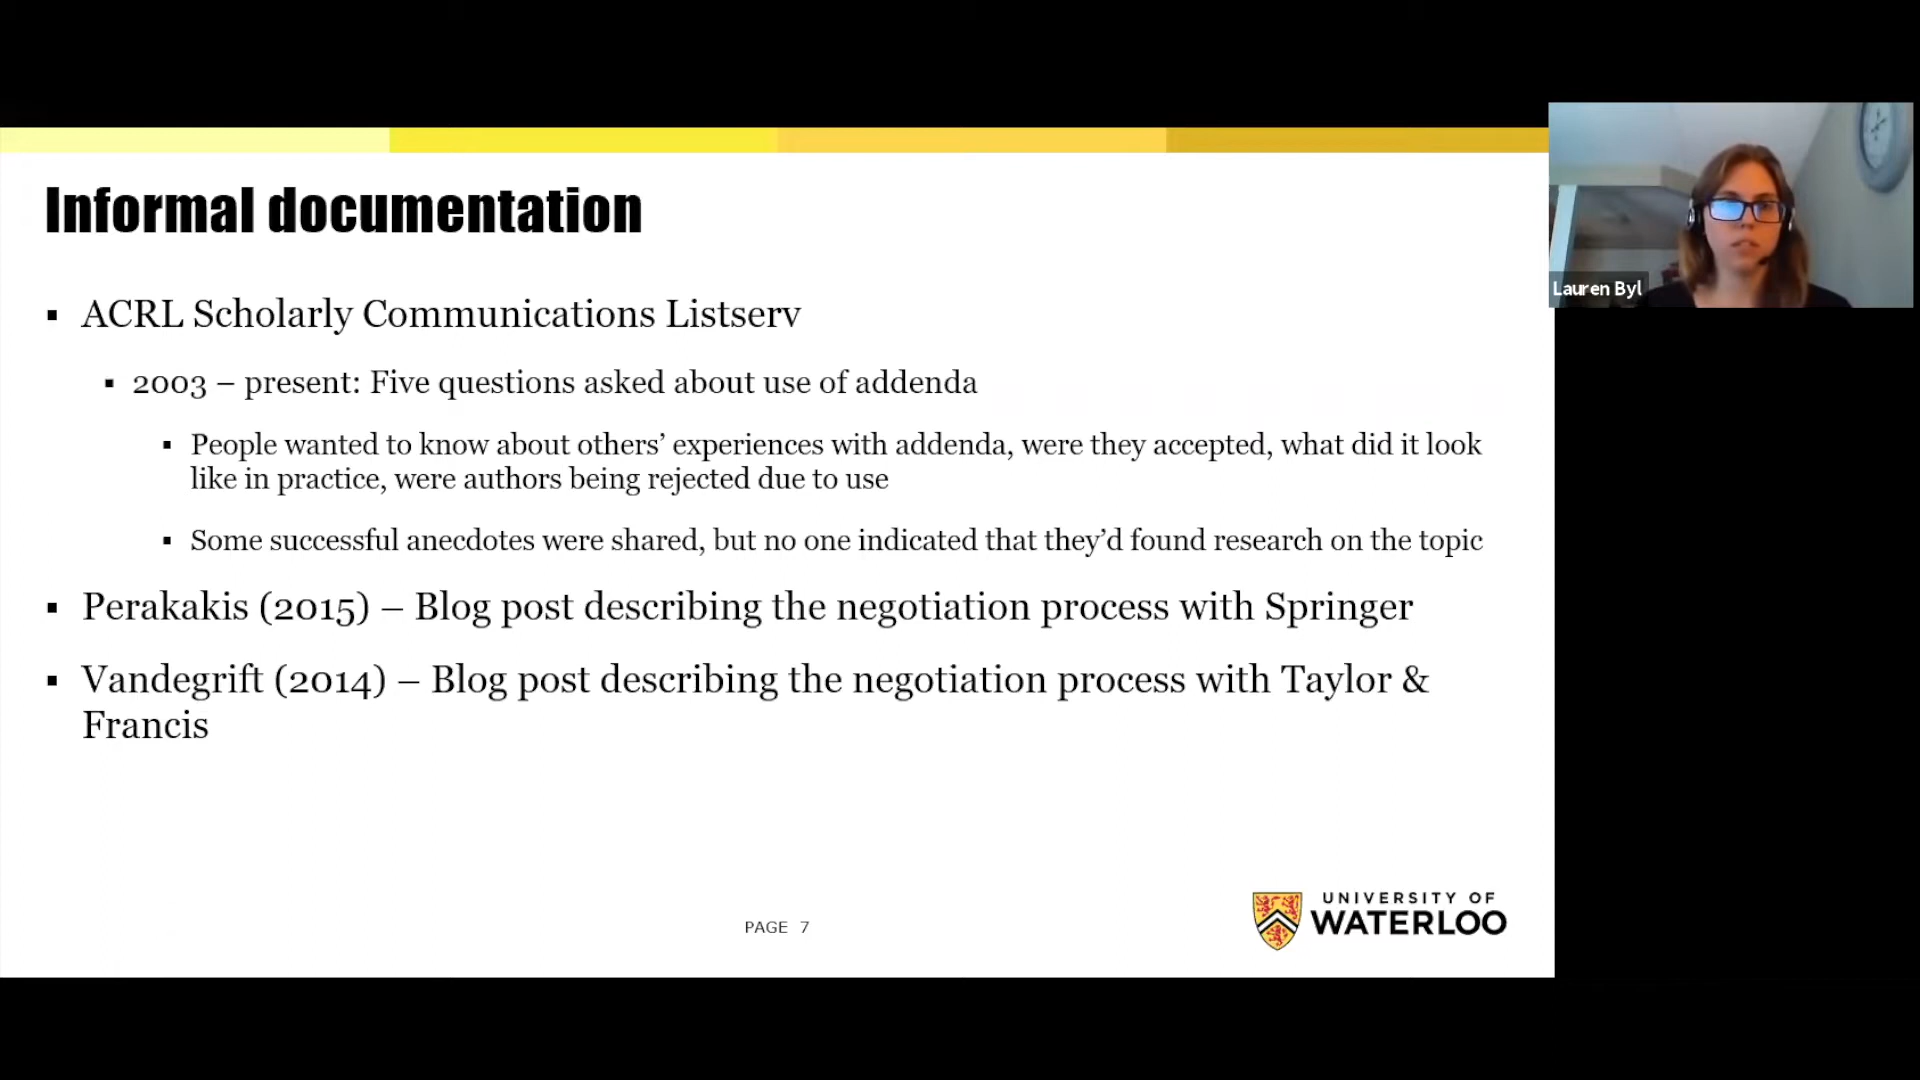 Informal documentation
▪ ACRL Scholarly Communications Listserv
▪ 2003 – present: Five questions asked about use of addenda
▪ People wanted to know about others’ experiences with addenda, were they accepted, what did it look
like in practice, were authors being rejected due to use
▪ Some successful anecdotes were shared, but no one indicated that they’d found research on the topic
▪ Perakakis (2015) – Blog post describing the negotiation process with Springer
▪ Vandegrift (2014) – Blog post describing the negotiation process with Taylor &
Francis
PAGE 7
UNIVERSITY OF
WATERLOO
Lauren Byl